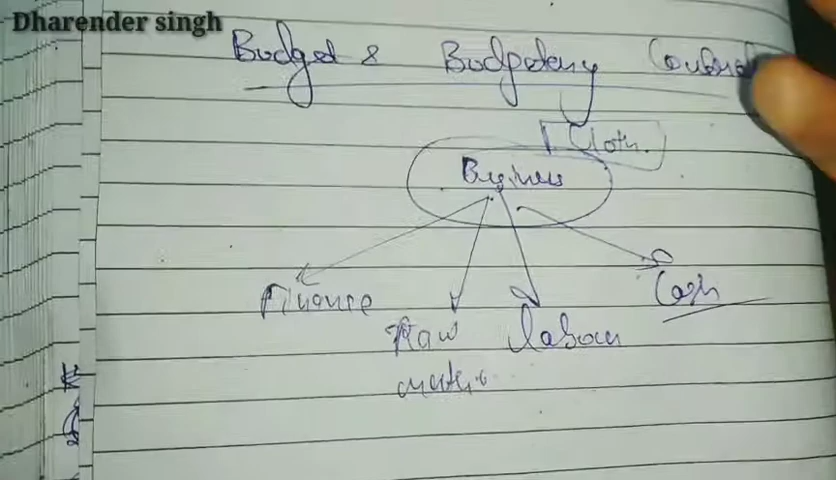 Dharender singh
Budget & Budgetary Control
Cloth.
Business
Finance
Cash
Raw
labour